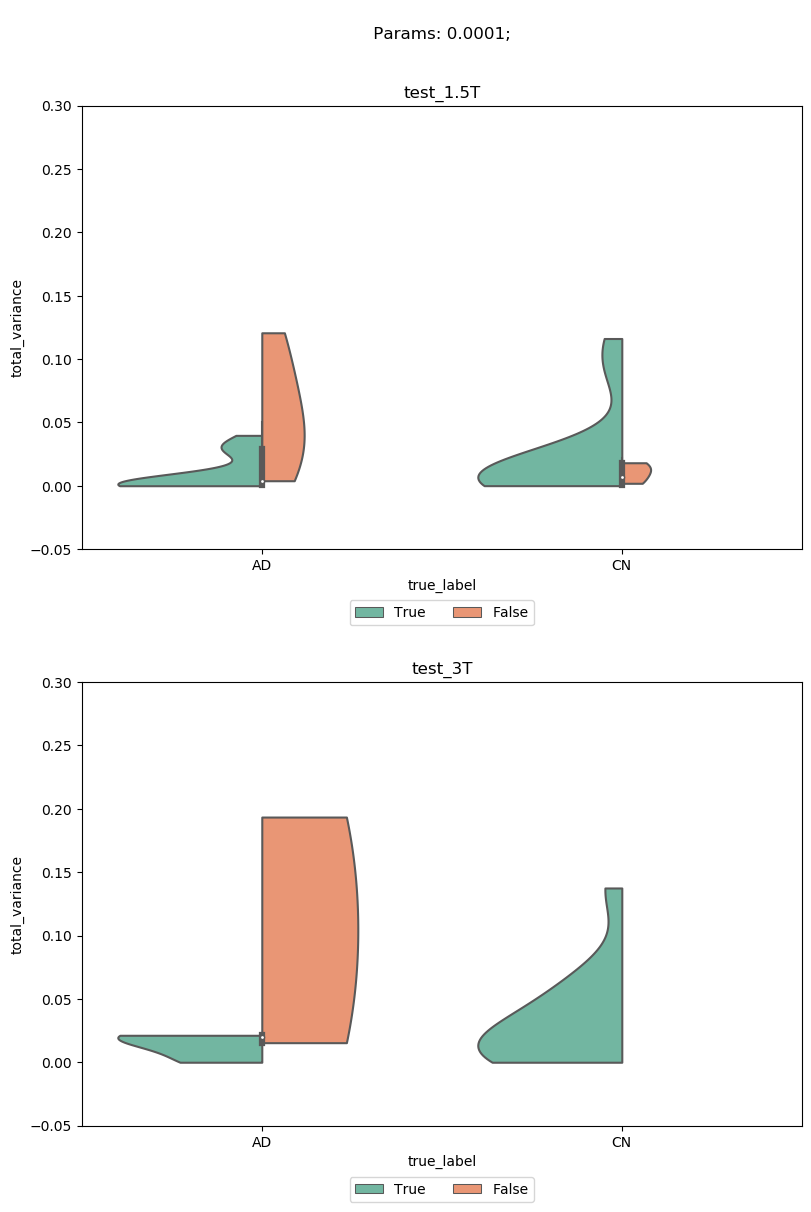 Params: 0.0001;
test_1.5T
0.30
0.25
0.20
0.15
0.10
0.05
0.00
−0.05
total_variance
AD CN
true_label
True False
test_3T
0.30
0.25
0.20
0.15
0.10
0.05
0.00
−0.05
total_variance
AD CN
true_label
True False